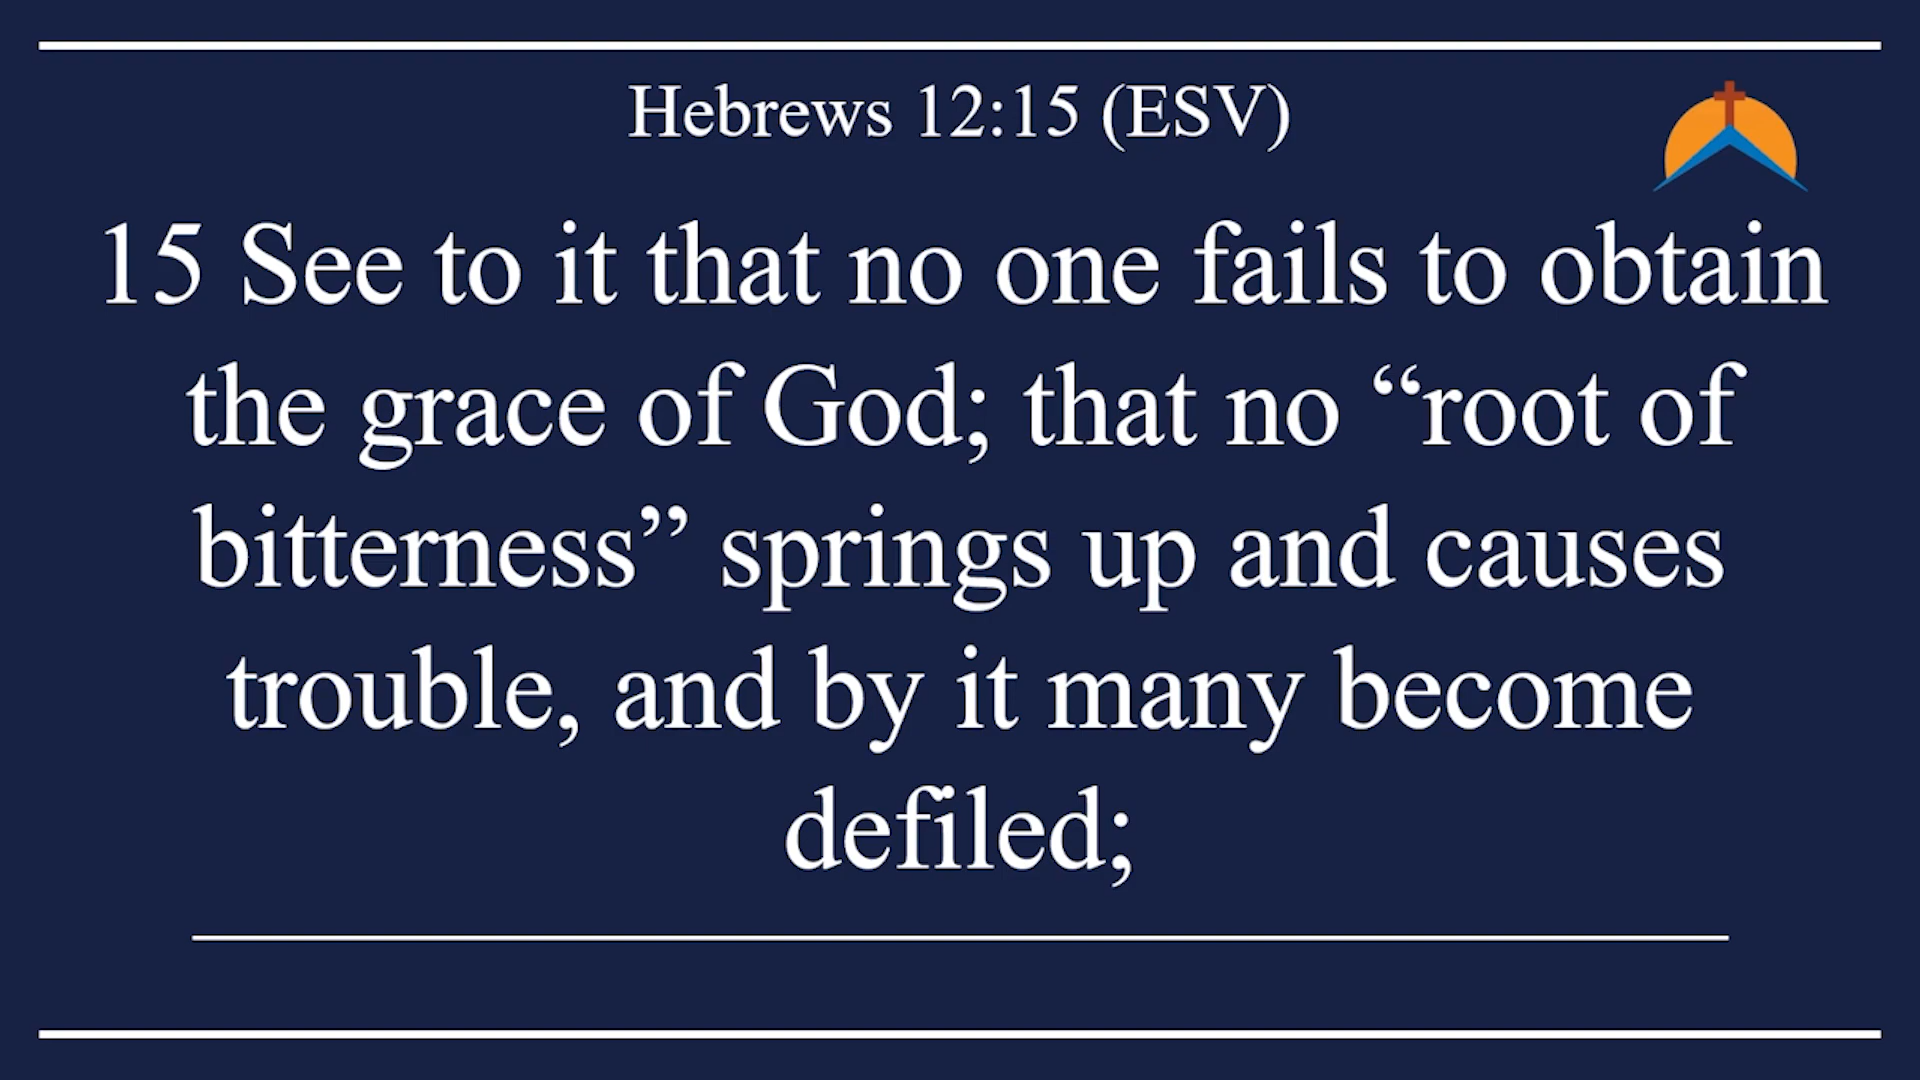 Hebrews 12:15 (ESV)
15 See to it that no one fails to obtain
the grace of God; that no “root of
bitterness” springs up and causes
trouble, and by it many become
defiled;